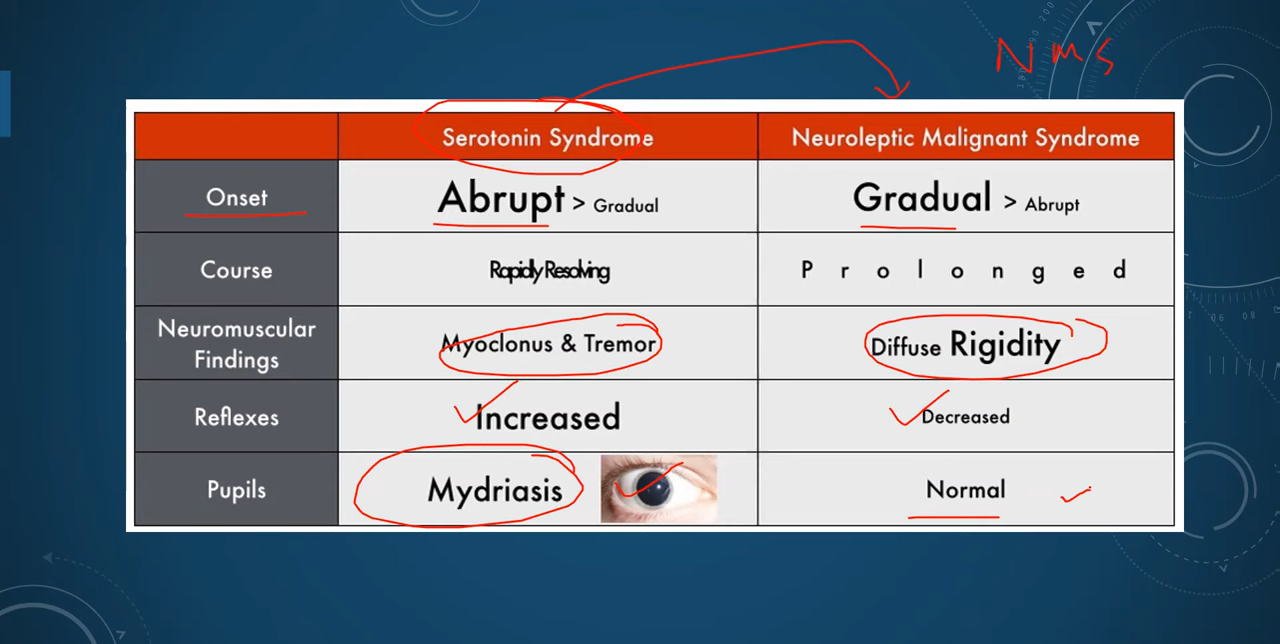 NMS
Serotonin Syndrome
Neuroleptic Malignant Syndrome
Onset
Abrupt > Gradual
Gradual > Abrupt
Course
Rapidly Resolving
Prolonged
Neuromuscular
Findings
Myoclonus & Tremor
Diffuse Rigidity
Reflexes
Increased
Decreased
Pupils
Mydriasis
Normal